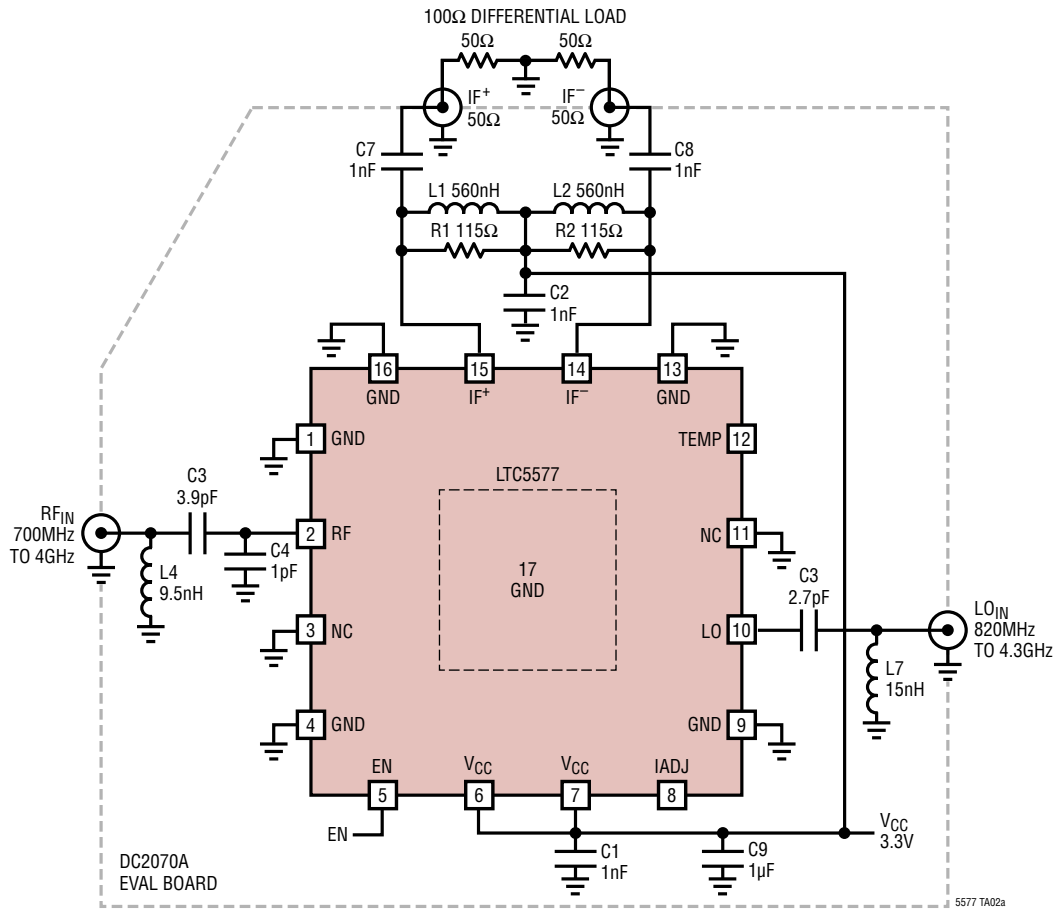 100Ω DIFFERENTIAL LOAD
50Ω
50Ω
IF+
50Ω
IF−
50Ω
C7
1nF
C8
1nF
L1 560nH
L2 560nH
R1 115Ω
R2 115Ω
C2
1nF
16
GND
15
IF+
14
IF−
13
GND
1
GND
TEMP
12
LTC5577
C3
3.9pF
RFIN
700MHz
TO 4GHz
2
RF
NC
11
L4
9.5nH
C4
1pF
17
GND
C3
2.7pF
3
NC
LO
10
LOIN
820MHz
TO 4.3GHz
L7
15nH
4
GND
GND
9
EN
5
VCC
6
VCC
7
IADJ
8
EN
VCC
3.3V
C1
1nF
C9
1µF
DC2070A
EVAL BOARD
5577 TA02a